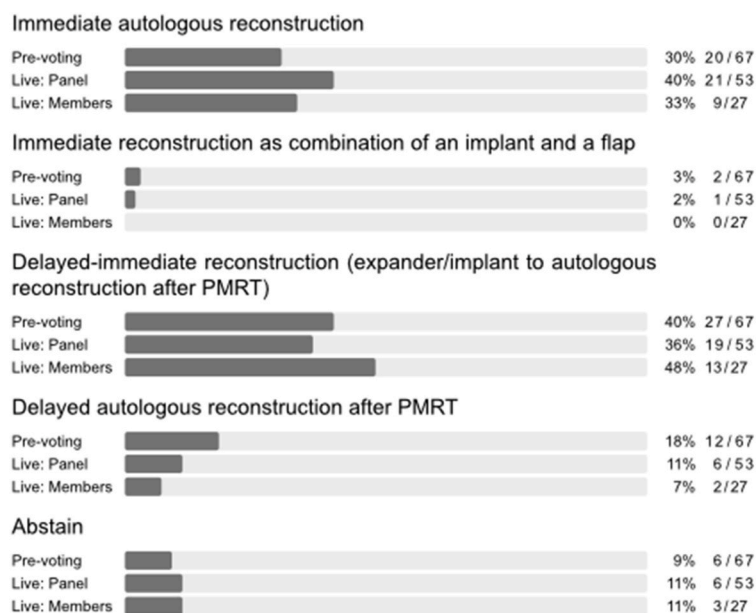 Immediate autologous reconstruction
Pre-voting 30% 20/67
Live: Panel 40% 21/53
Live: Members 33% 9/27
Immediate reconstruction as combination of an implant and a flap
Pre-voting 3% 2/67
Live: Panel 2% 1/53
Live: Members 0% 0/27
Delayed-immediate reconstruction (expander/implant to autologous
reconstruction after PMRT)
Pre-voting 40% 27/67
Live: Panel 36% 19/53
Live: Members 48% 13/27
Delayed autologous reconstruction after PMRT
Pre-voting 18% 12/67
Live: Panel 11% 6/53
Live: Members 7% 2/27
Abstain
Pre-voting 9% 6/67
Live: Panel 11% 6/53
Live: Members 11% 3/27